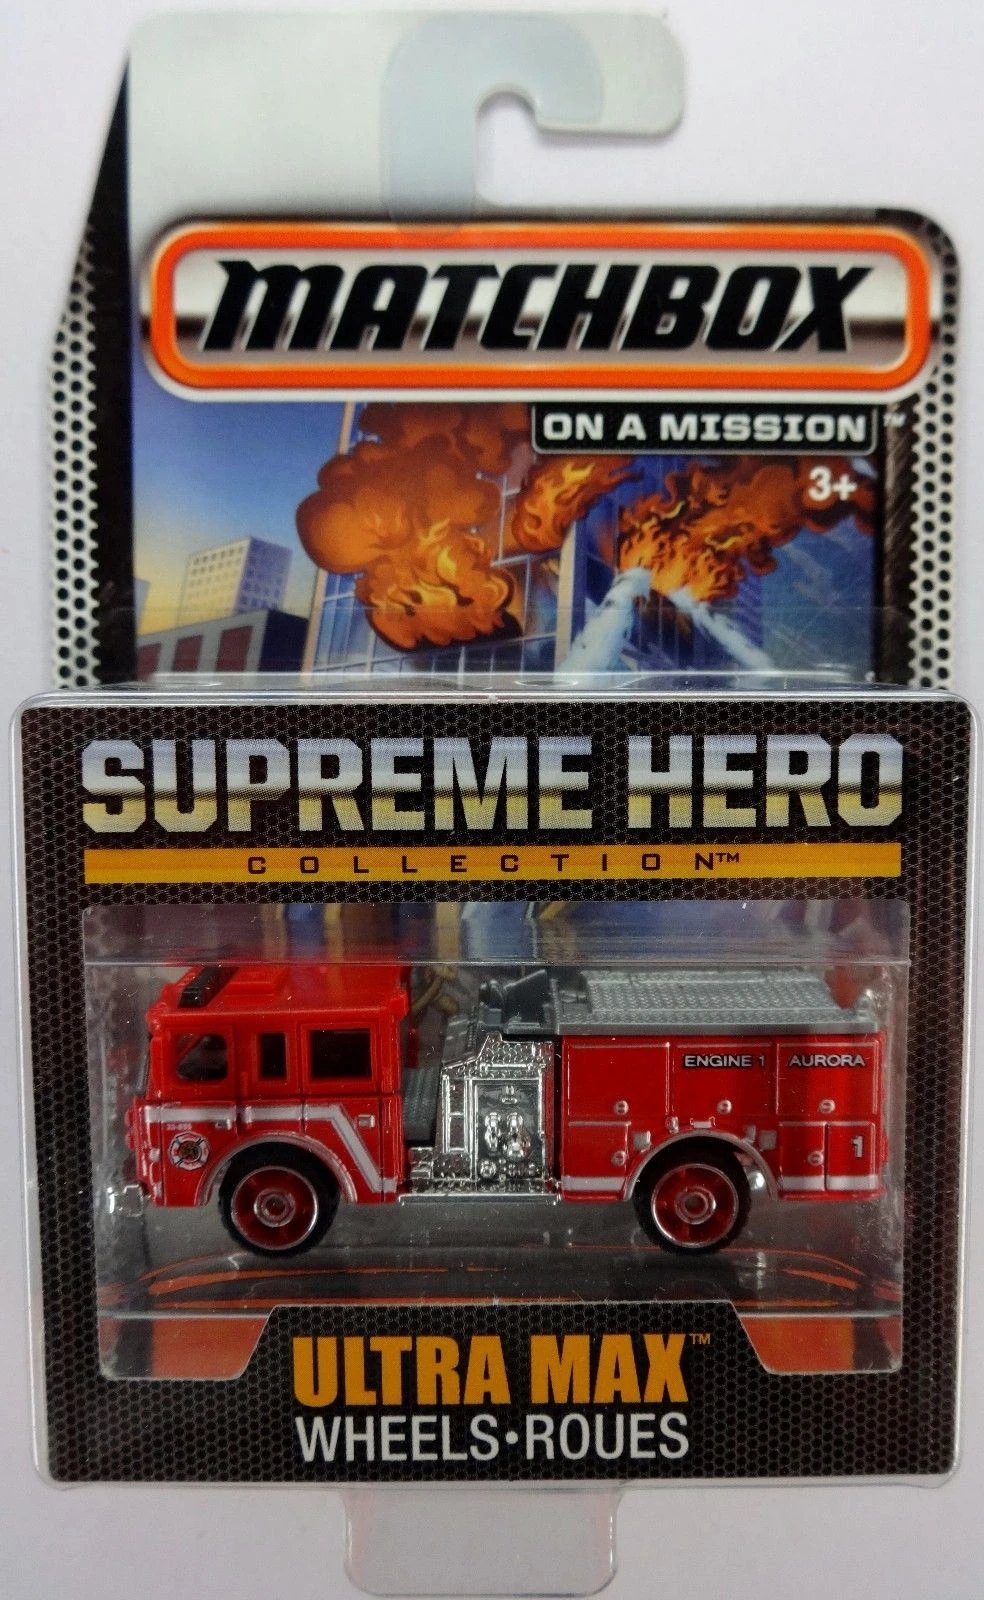 MATCHBOX
ON A MISSION™
3+
SUPREME HERO
COLLECTION™
ENGINE 1 AURORA
1
ULTRA MAX™
WHEELS•ROUES